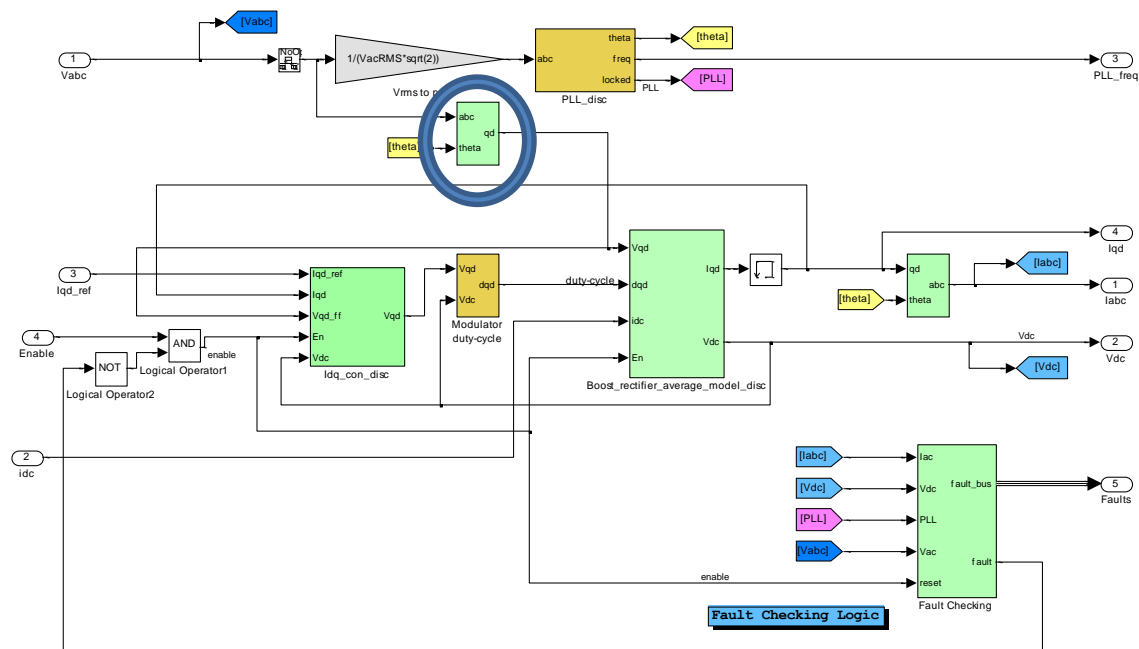 [Vabc]
1
Vabc
NoO
1/(VacRMS*sqrt(2))
Vrms to
abc
theta
freq
locked
PLL_disc
PLL
[theta]
[PLL]
3
PLL_freq
abc
theta
qd
[theta]
3
Iqd_ref
4
Enable
NOT
Logical Operator2
AND
Logical Operator1
enable
Iqd_ref
Iqd
Vqd_ff
En
Vdc
Vqd
Idq_con_disc
Vqd
Vdc
dqd
Modulator
duty-cycle
duty-cycle
Vqd
dqd
idc
En
Iqd
Vdc
Boost_rectifier_average_model_disc
qd
theta
abc
[theta]
4
Iqd
[Iabc]
1
Iabc
Vdc
2
Vdc
[Vdc]
2
idc
[Iabc]
[Vdc]
[PLL]
[Vabc]
enable
Iac
Vdc
PLL
Vac
reset
fault_bus
fault
Fault Checking
5
Faults
Fault Checking Logic